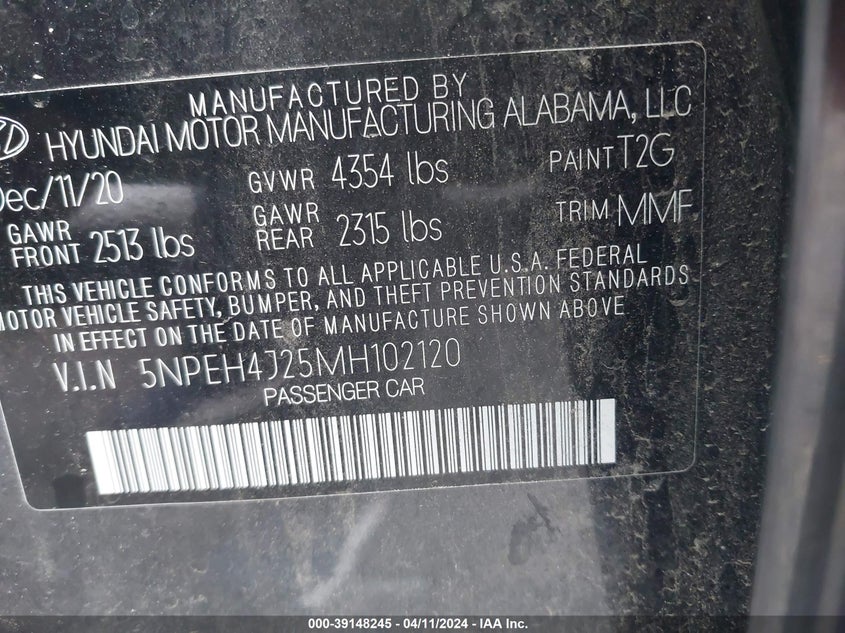 MANUFACTURED BY
HYUNDAI MOTOR MANUFACTURING ALABAMA, LLC
Dec/11/20 GVWR 4354 lbs PAINT T2G
GAWR FRONT 2513 lbs GAWR REAR 2315 lbs TRIM MMF
THIS VEHICLE CONFORMS TO ALL APPLICABLE U.S.A. FEDERAL
MOTOR VEHICLE SAFETY, BUMPER, AND THEFT PREVENTION STANDARDS
IN EFFECT ON THE DATE OF MANUFACTURE SHOWN ABOVE
V.I.N 5NPEH4J25MH102120
PASSENGER CAR
000-39148245 - 04/11/2024 - IAA Inc.